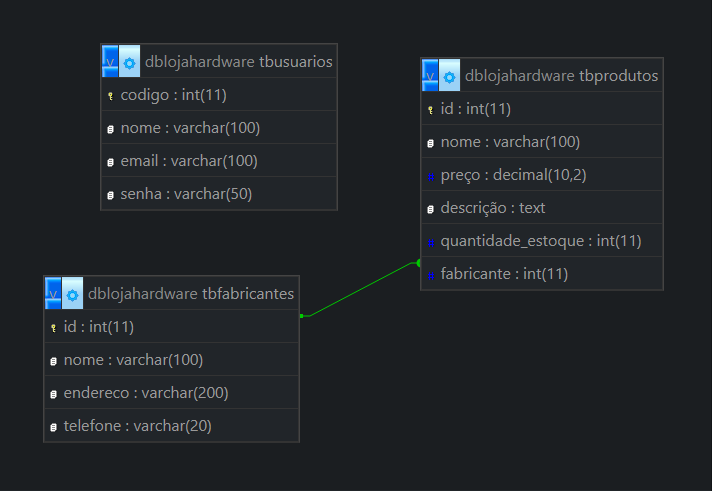 dblojahardware tbusuarios
codigo : int(11)
nome : varchar(100)
email : varchar(100)
senha : varchar(50)
dblojahardware tbprodutos
id : int(11)
nome : varchar(100)
preço : decimal(10,2)
descrição : text
quantidade_estoque : int(11)
fabricante : int(11)
dblojahardware tbfabricantes
id : int(11)
nome : varchar(100)
endereco : varchar(200)
telefone : varchar(20)